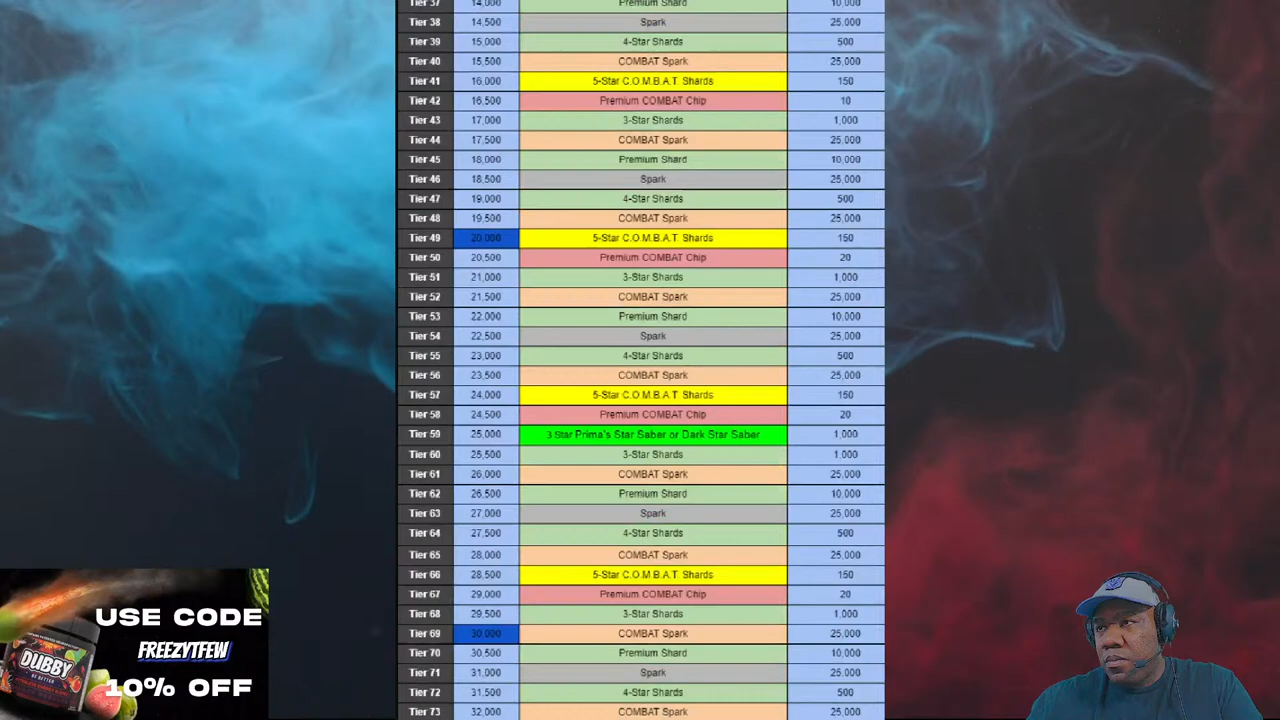 Tier 37 14,000 Premium Shard 10,000
Tier 38 14,500 Spark 25,000
Tier 39 15,000 4-Star Shards 500
Tier 40 15,500 COMBAT Spark 25,000
Tier 41 16,000 5-Star C.O.M.B.A.T. Shards 150
Tier 42 16,500 Premium COMBAT Chip 10
Tier 43 17,000 3-Star Shards 1,000
Tier 44 17,500 COMBAT Spark 25,000
Tier 45 18,000 Premium Shard 10,000
Tier 46 18,500 Spark 25,000
Tier 47 19,000 4-Star Shards 500
Tier 48 19,500 COMBAT Spark 25,000
Tier 49 20,000 5-Star C.O.M.B.A.T. Shards 150
Tier 50 20,500 Premium COMBAT Chip 20
Tier 51 21,000 3-Star Shards 1,000
Tier 52 21,500 COMBAT Spark 25,000
Tier 53 22,000 Premium Shard 10,000
Tier 54 22,500 Spark 25,000
Tier 55 23,000 4-Star Shards 500
Tier 56 23,500 COMBAT Spark 25,000
Tier 57 24,000 5-Star C.O.M.B.A.T. Shards 150
Tier 58 24,500 Premium COMBAT Chip 20
Tier 59 25,000 3 Star Prima's Star Saber or Dark Star Saber 1,000
Tier 60 25,500 3-Star Shards 1,000
Tier 61 26,000 COMBAT Spark 25,000
Tier 62 26,500 Premium Shard 10,000
Tier 63 27,000 Spark 25,000
Tier 64 27,500 4-Star Shards 500
Tier 65 28,000 COMBAT Spark 25,000
Tier 66 28,500 5-Star C.O.M.B.A.T. Shards 150
Tier 67 29,000 Premium COMBAT Chip 20
Tier 68 29,500 3-Star Shards 1,000
Tier 69 30,000 COMBAT Spark 25,000
Tier 70 30,500 Premium Shard 10,000
Tier 71 31,000 Spark 25,000
Tier 72 31,500 4-Star Shards 500
Tier 73 32,000 COMBAT Spark 25,000
USE CODE
FREEZYTFEW
10% OFF
DUBBY
BE BETTER